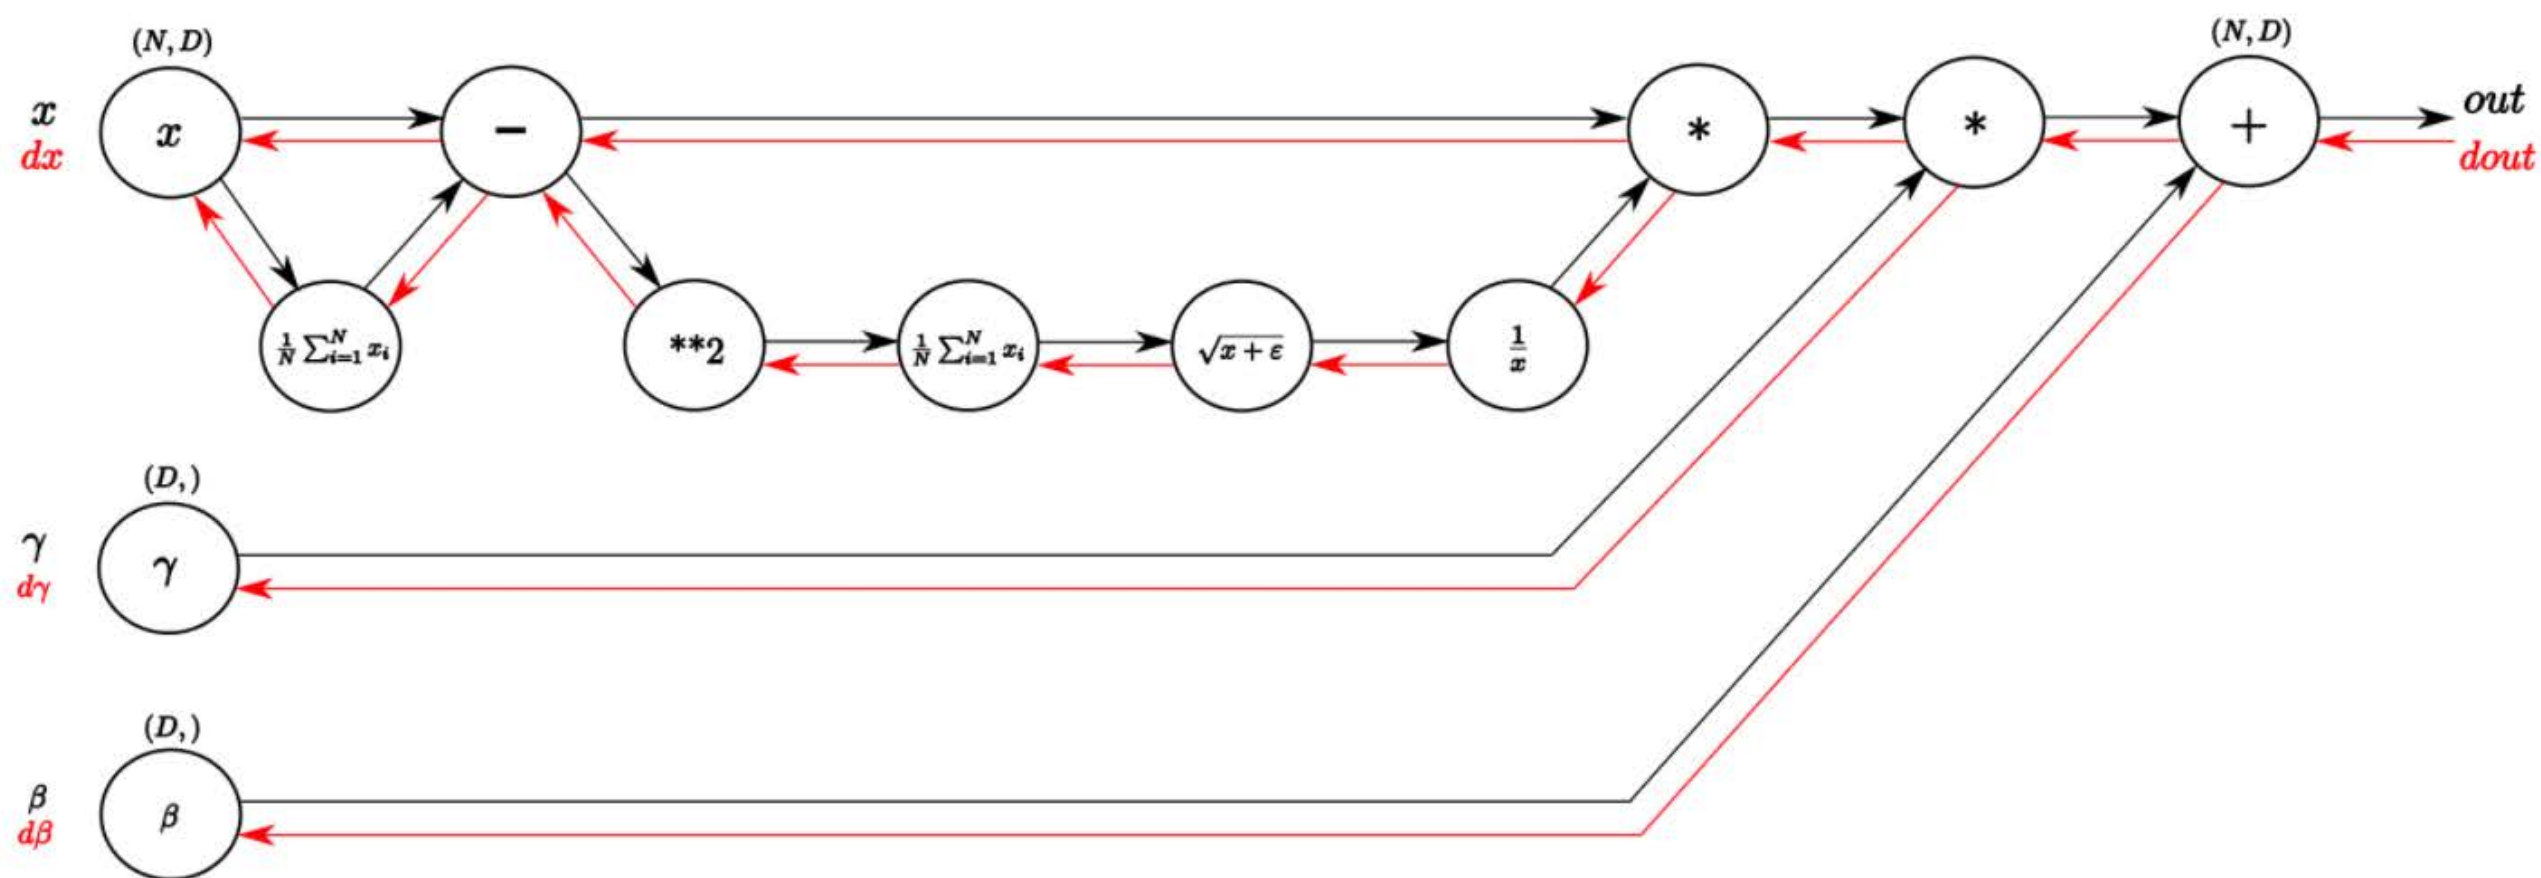 (N, D)
(N, D)
x
dx
x
−
*
*
+
out
dout
1/N ∑_{i=1}^{N} x_i
**2
1/N ∑_{i=1}^{N} x_i
√(x + ε)
1/x
(D,)
γ
dγ
γ
(D,)
β
dβ
β